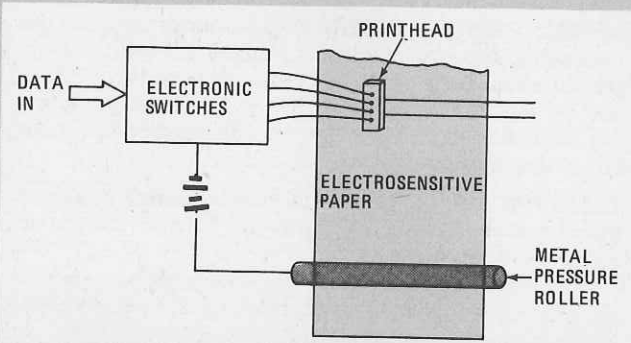 PRINTHEAD
DATA
IN
ELECTRONIC
SWITCHES
ELECTROSENSITIVE
PAPER
METAL
PRESSURE
ROLLER